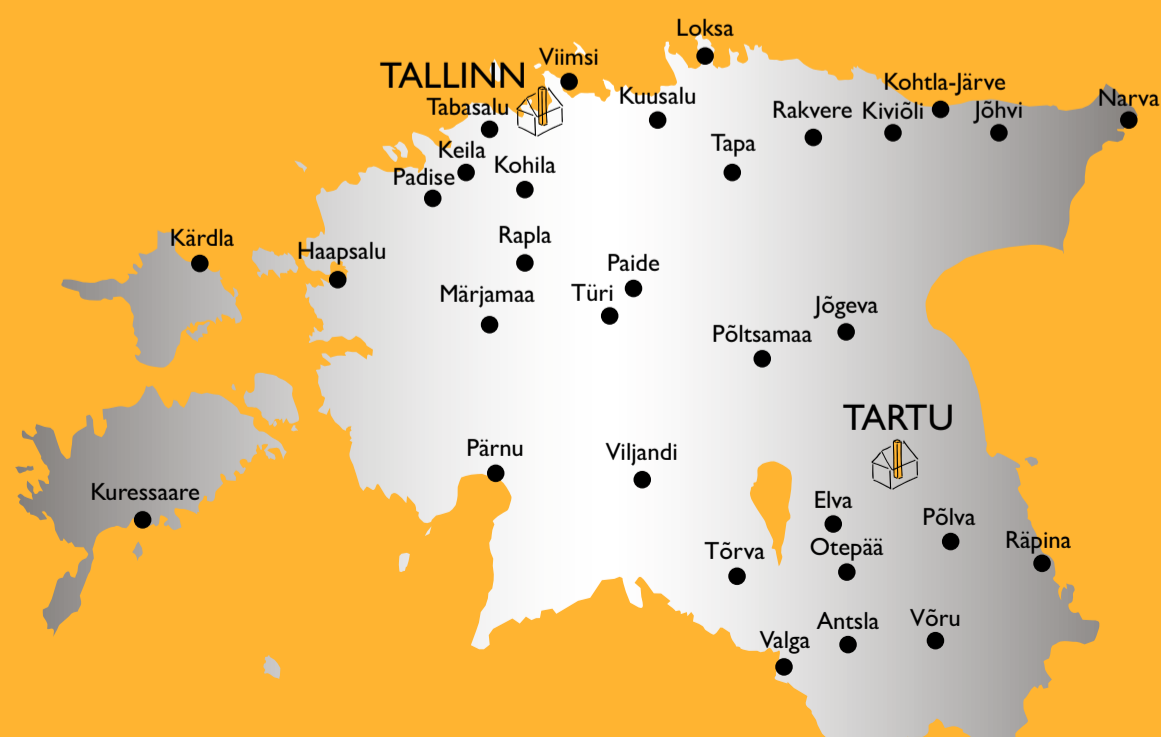 Loksa
Viimsi
TALLINN
Kohtla-Järve
Kuusalu
Narva
Tabasalu
Rakvere
Kiviõli
Jõhvi
Tapa
Keila
Kohila
Padise
Kärdla
Rapla
Haapsalu
Paide
Märjamaa
Türi
Jõgeva
Põltsamaa
TARTU
Pärnu
Viljandi
Kuressaare
Elva
Põlva
Räpina
Tõrva
Otepää
Antsla
Võru
Valga